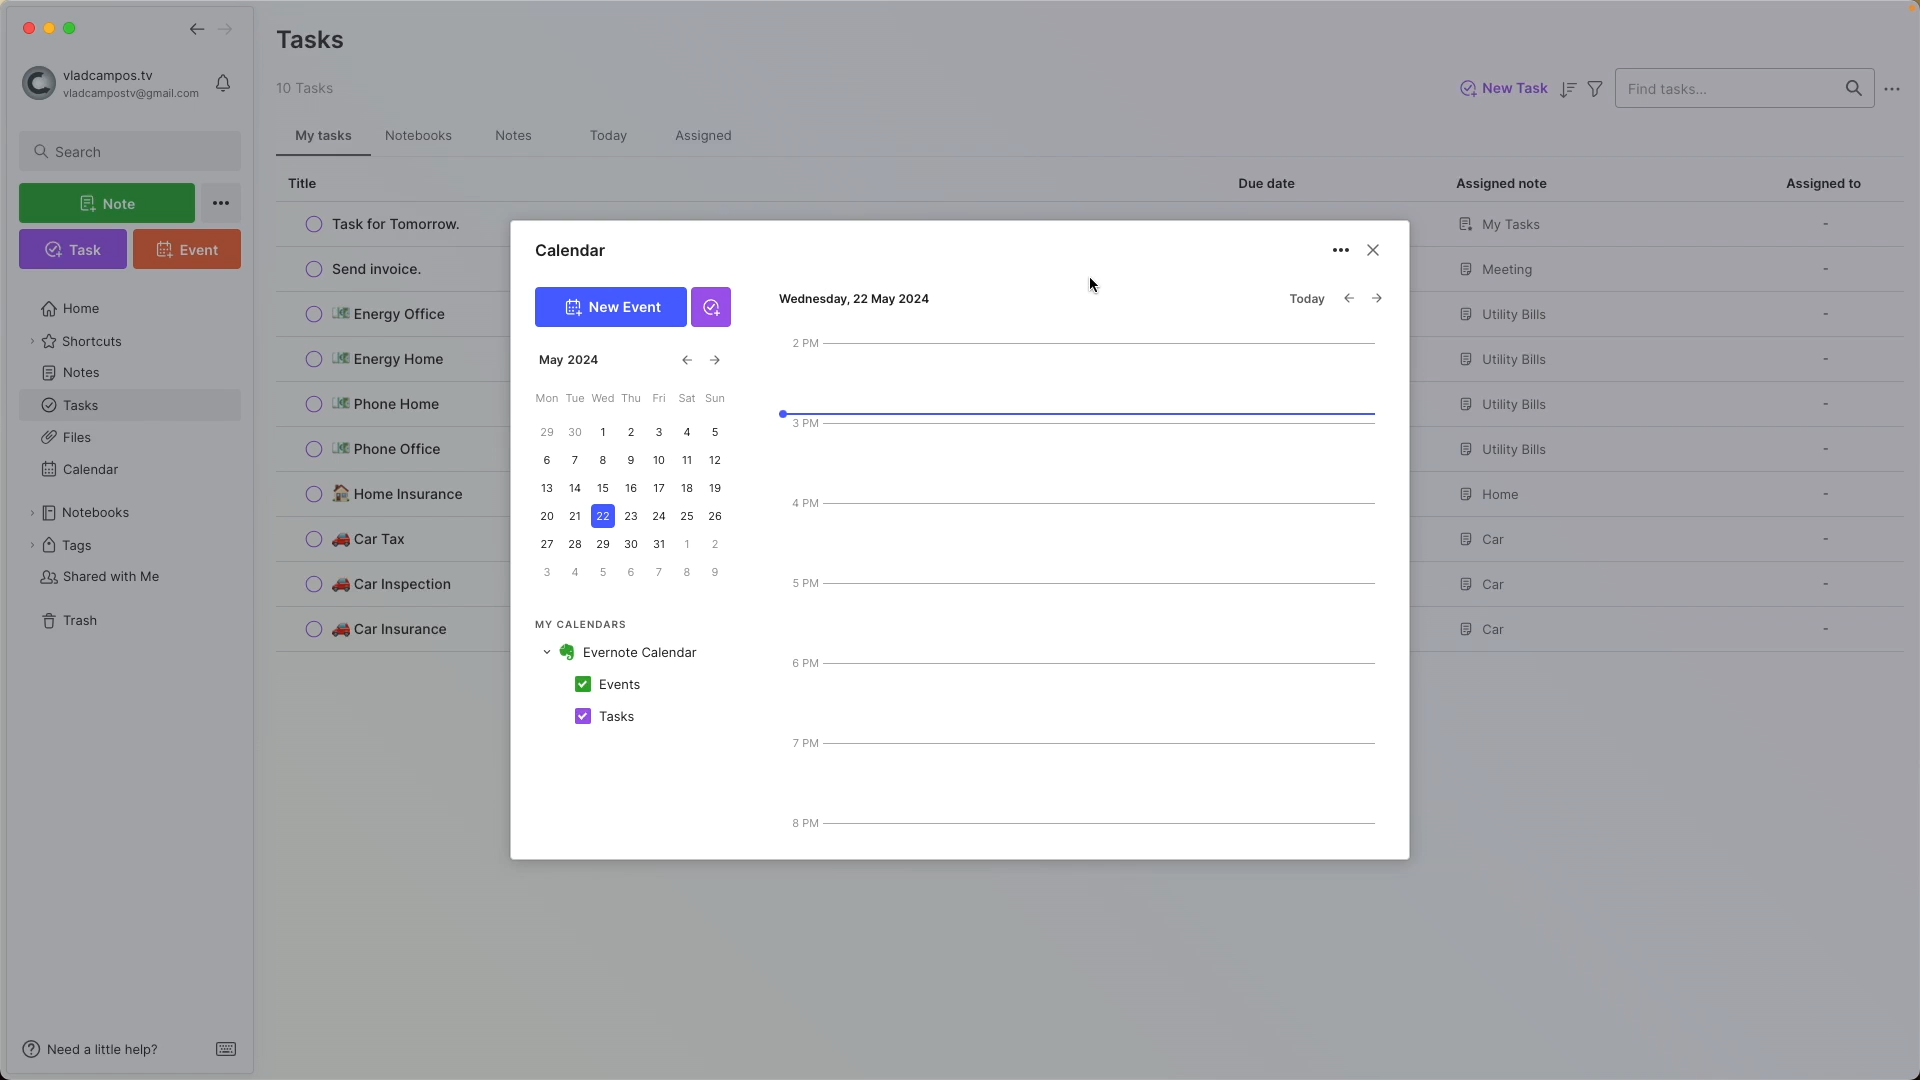 vladcampos.tv
vladcampostv@gmail.com
Search
Note
Task
Event
Home
Shortcuts
Notes
Tasks
Files
Calendar
Notebooks
Tags
Shared with Me
Trash
Need a little help?
Tasks
10 Tasks
New Task
Find tasks...
My tasks Notebooks Notes Today Assigned
Title Due date Assigned note Assigned to
Task for Tomorrow. My Tasks -
Send invoice. Meeting -
Energy Office Utility Bills -
Energy Home Utility Bills -
Phone Home Utility Bills -
Phone Office Utility Bills -
Home Insurance Home -
Car Tax Car -
Car Inspection Car -
Car Insurance Car -
Calendar
New Event
May 2024
Mon Tue Wed Thu Fri Sat Sun
29 30 1 2 3 4 5
6 7 8 9 10 11 12
13 14 15 16 17 18 19
20 21 22 23 24 25 26
27 28 29 30 31 1 2
3 4 5 6 7 8 9
MY CALENDARS
Evernote Calendar
Events
Tasks
Wednesday, 22 May 2024
Today
2 PM
3 PM
4 PM
5 PM
6 PM
7 PM
8 PM